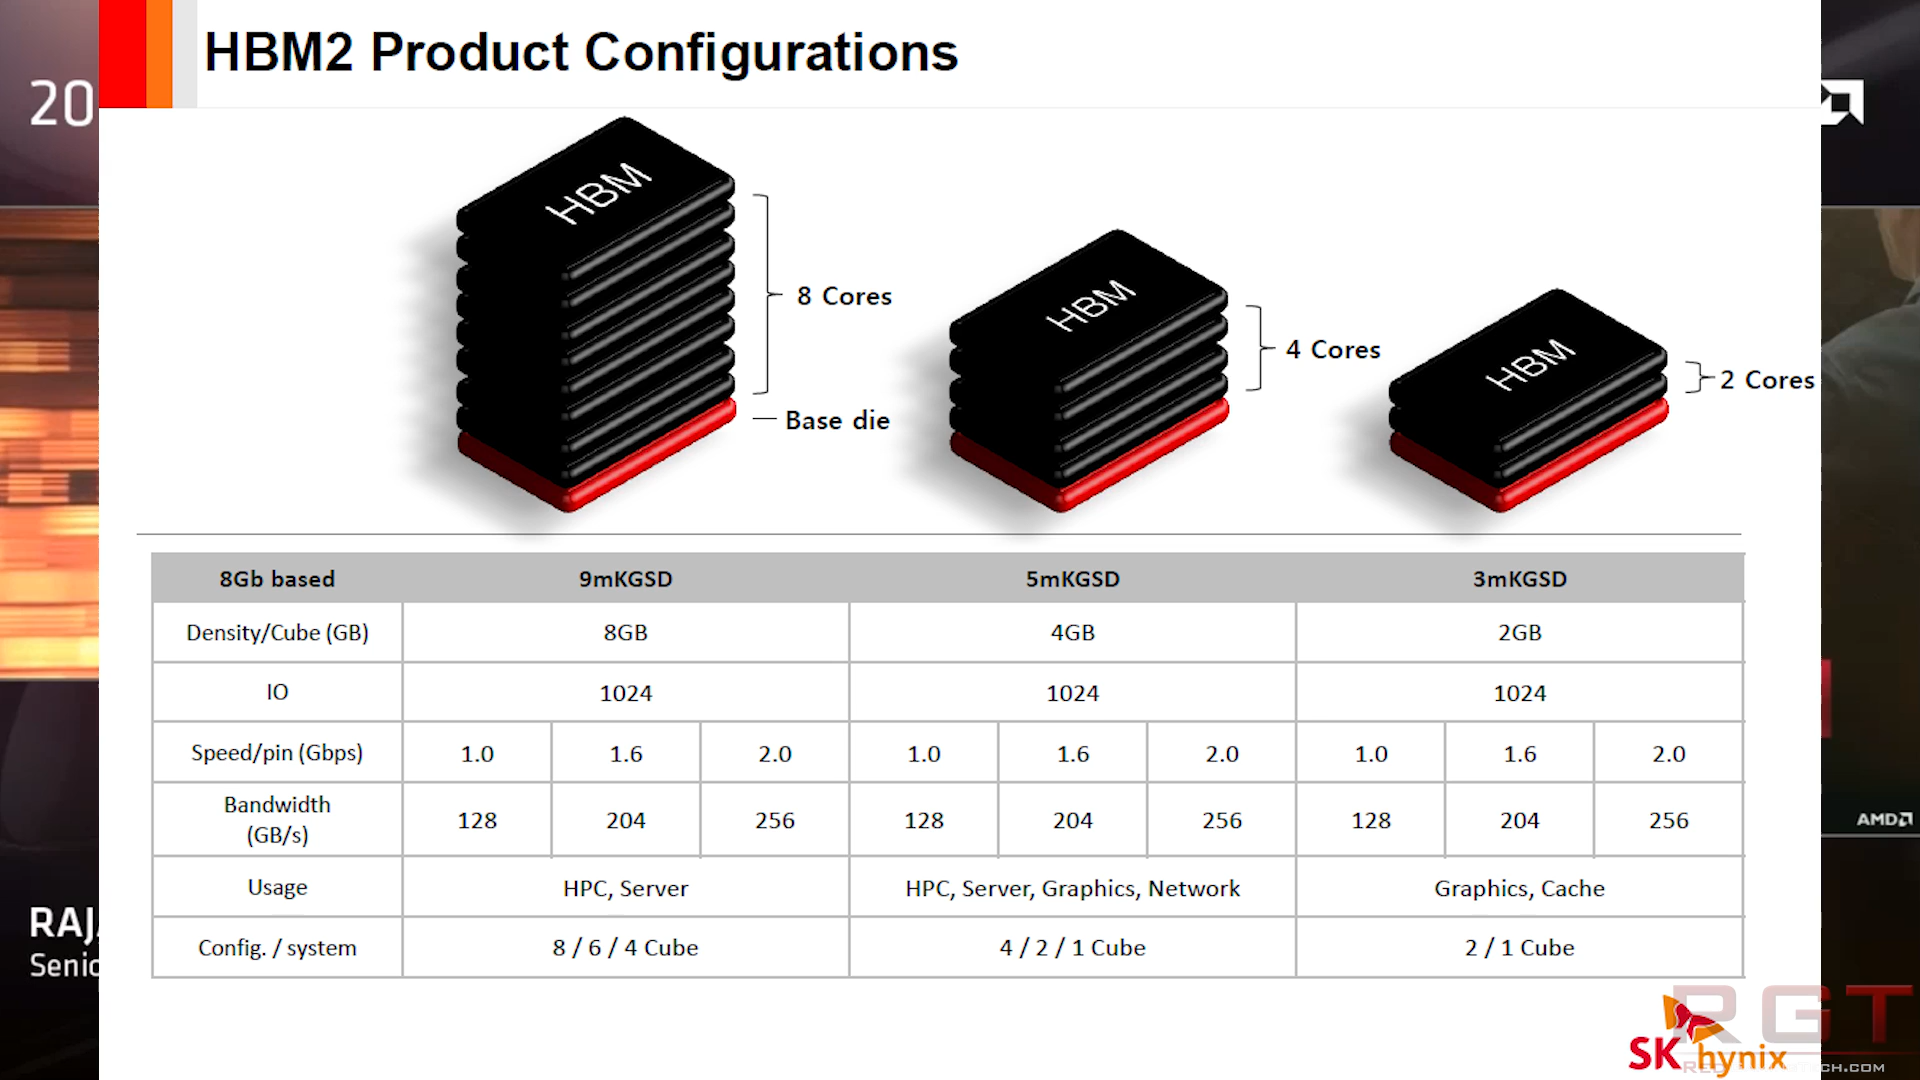 HBM2 Product Configurations
20
HBM
8 Cores
Base die
HBM
4 Cores
HBM
2 Cores
8Gb based 9mKGSD 5mKGSD 3mKGSD
Density/Cube (GB) 8GB 4GB 2GB
IO 1024 1024 1024
Speed/pin (Gbps) 1.0 1.6 2.0 1.0 1.6 2.0 1.0 1.6 2.0
Bandwidth
(GB/s) 128 204 256 128 204 256 128 204 256
Usage HPC, Server HPC, Server, Graphics, Network Graphics, Cache
Config. / system 8 / 6 / 4 Cube 4 / 2 / 1 Cube 2 / 1 Cube
AMD
RAJ
Senic
RGT
SK hynix